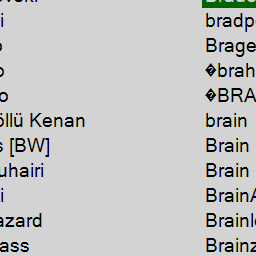 i bradp
Brage
�brah
o �BRA
öllü Kenan brain
s [BW] Brain
uhairi Brain
i BrainA
azard Brainl
ass Brainz